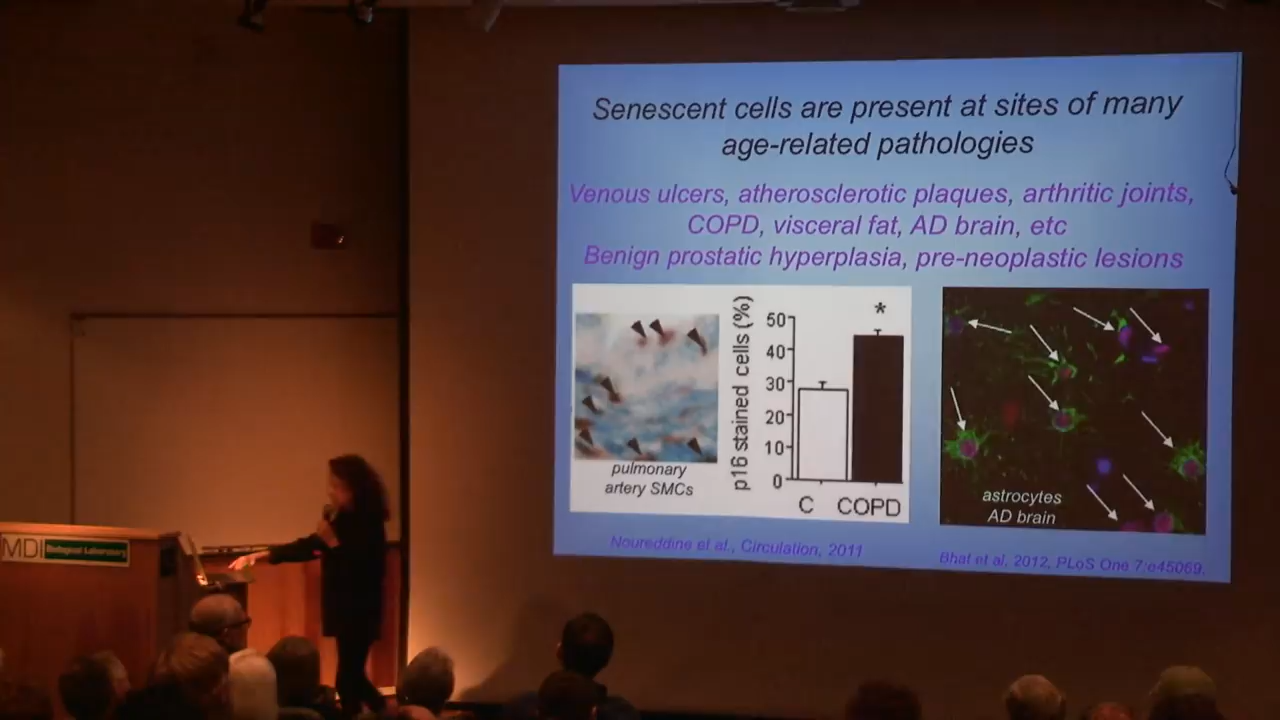 Senescent cells are present at sites of many
age-related pathologies
Venous ulcers, atherosclerotic plaques, arthritic joints,
COPD, visceral fat, AD brain, etc
Benign prostatic hyperplasia, pre-neoplastic lesions
p16 stained cells (%)
50
40
30
20
10
0
*
C COPD
pulmonary
artery SMCs
astrocytes
AD brain
Noureddine et al., Circulation, 2011
Bhat et al. 2012, PLoS One 7:e45069.
MDI Biological Laboratory